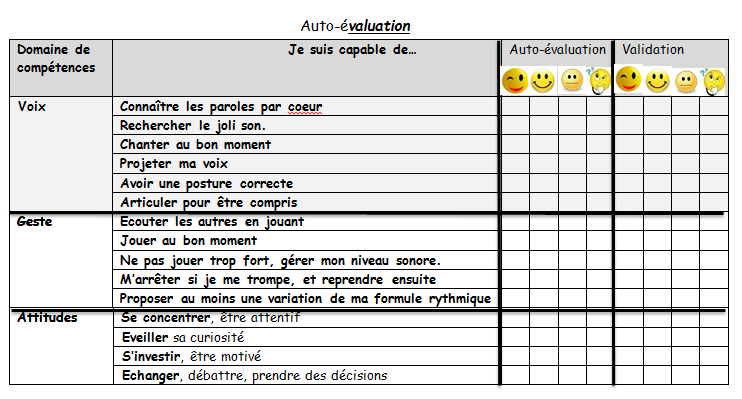 Auto-évaluation
Domaine de compétences
Je suis capable de...
Auto-évaluation
Validation
Voix
Connaître les paroles par coeur
Rechercher le joli son.
Chanter au bon moment
Projeter ma voix
Avoir une posture correcte
Articuler pour être compris
Geste
Ecouter les autres en jouant
Jouer au bon moment
Ne pas jouer trop fort, gérer mon niveau sonore.
M'arrêter si je me trompe, et reprendre ensuite
Proposer au moins une variation de ma formule rythmique
Attitudes
Se concentrer, être attentif
Eveiller sa curiosité
S'investir, être motivé
Echanger, débattre, prendre des décisions